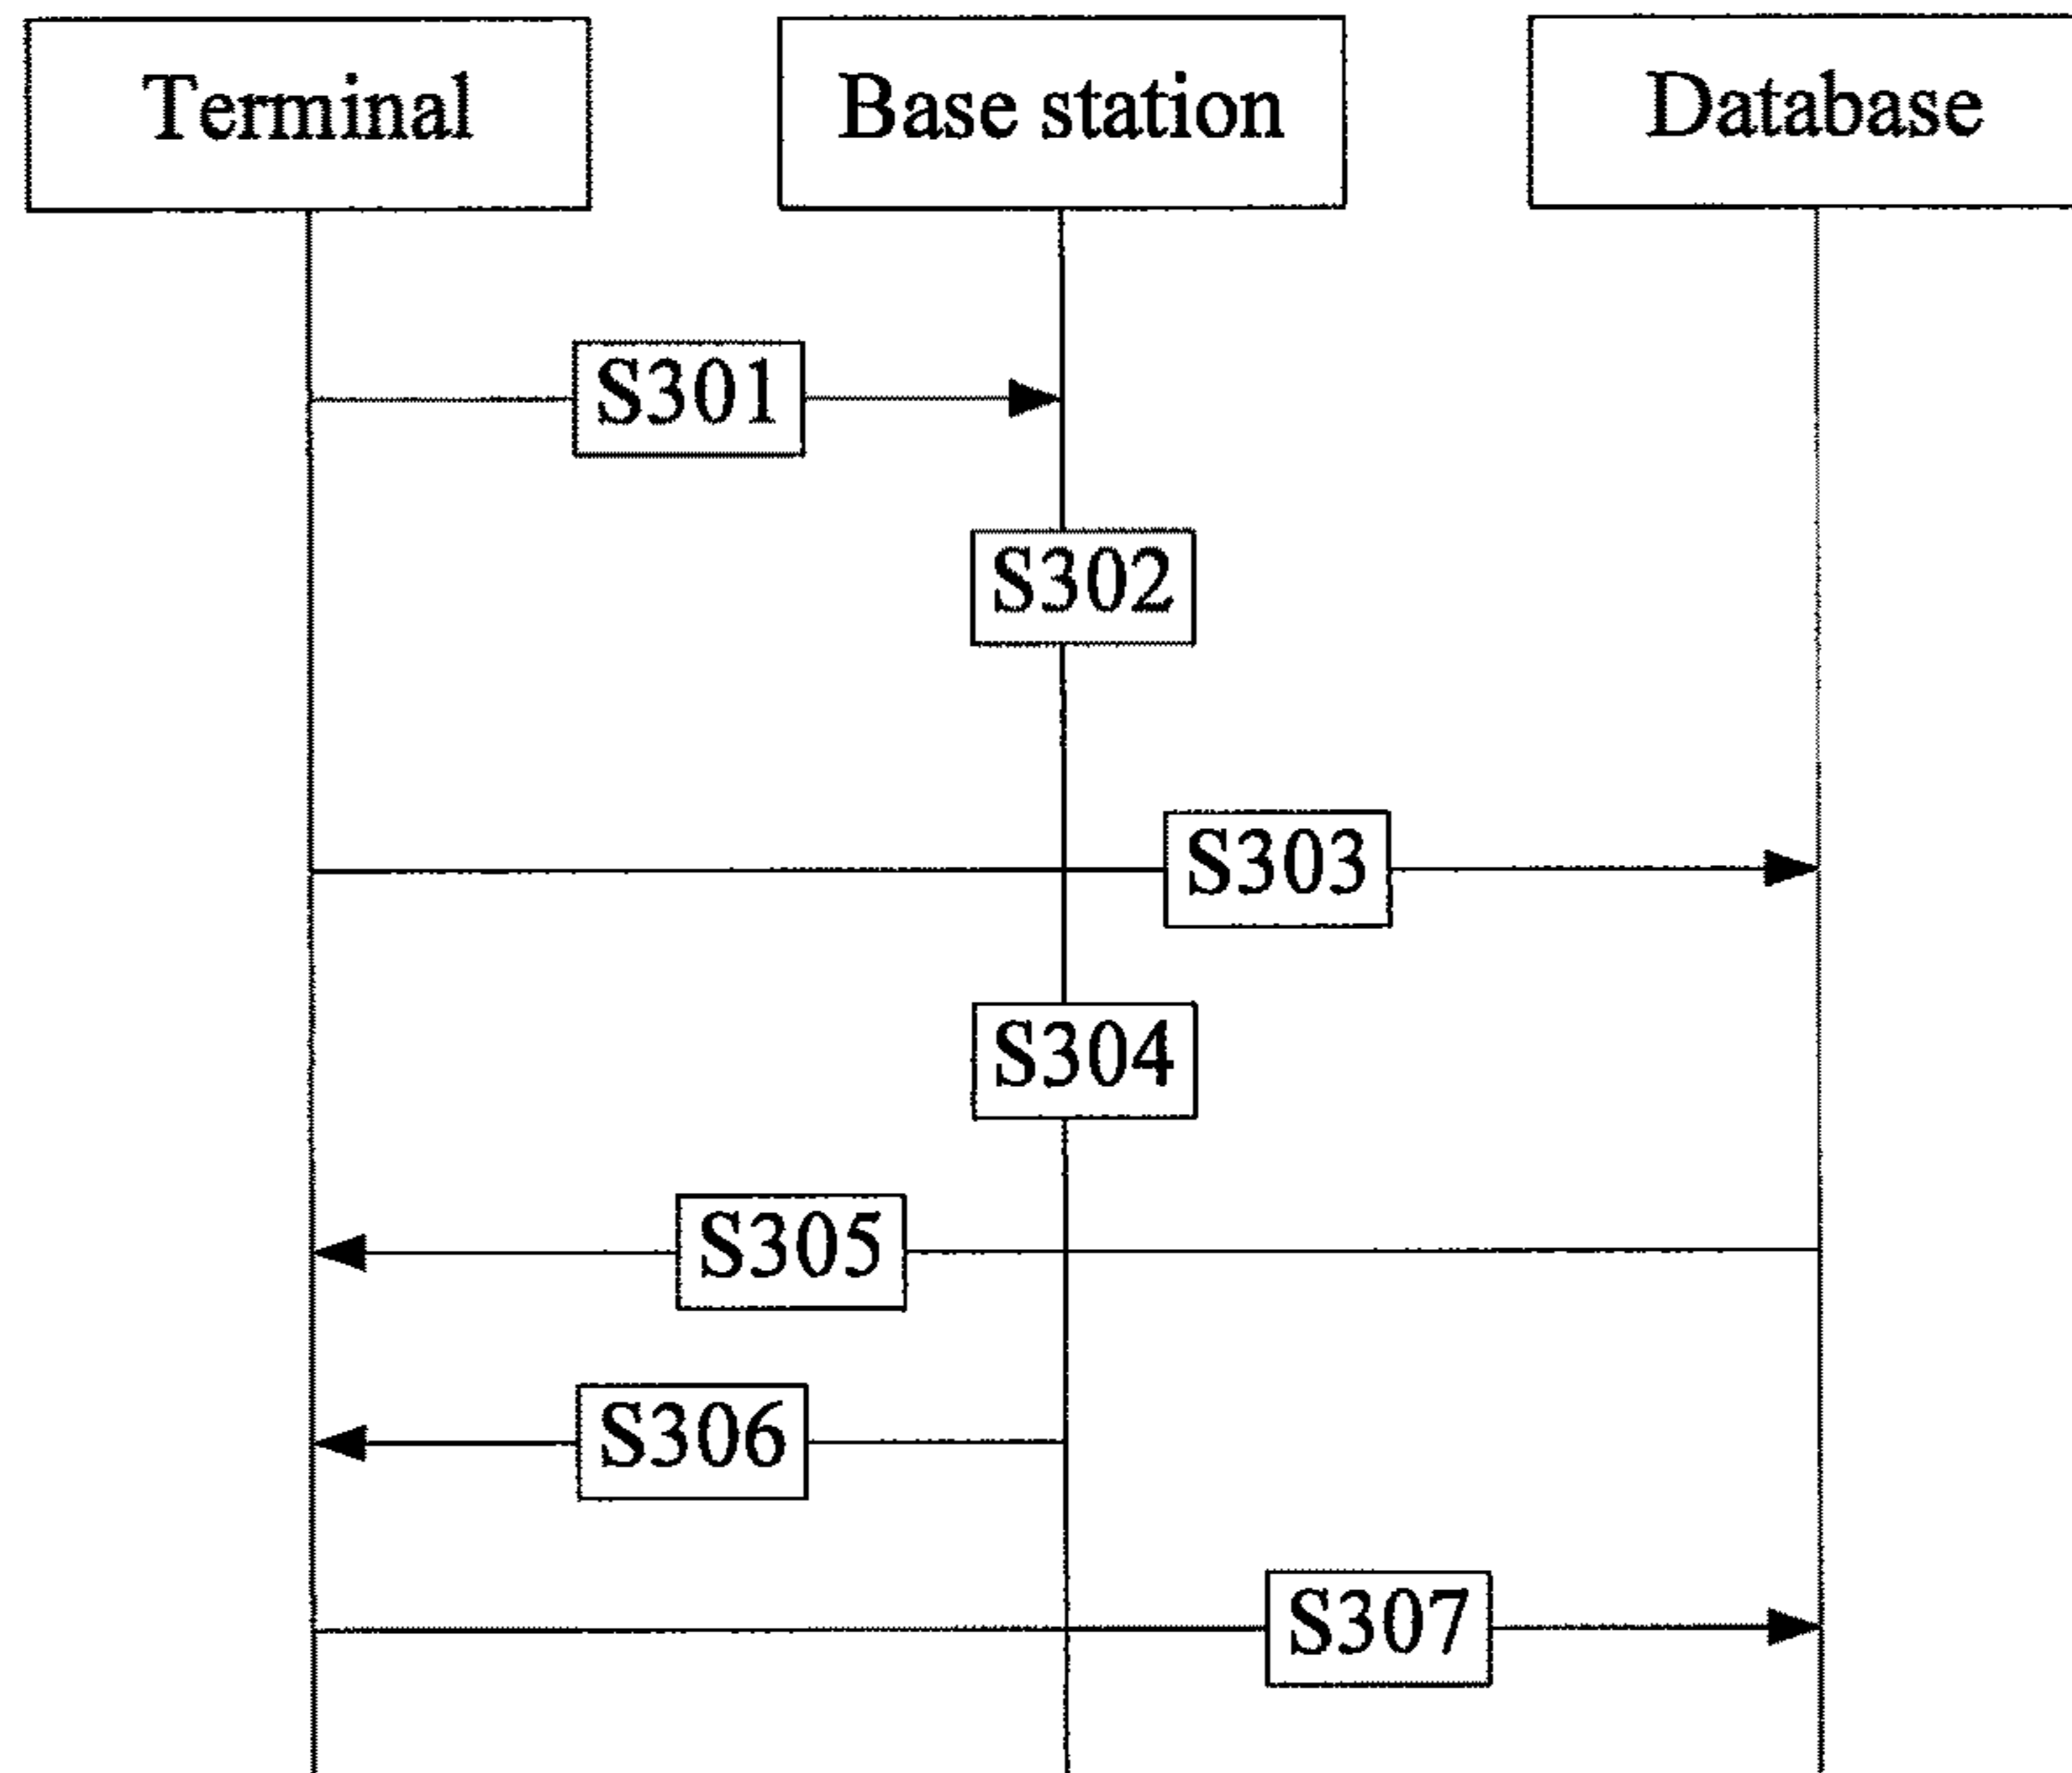 Terminal
Base station
Database
S301
S302
S303
S304
S305
S306
S307